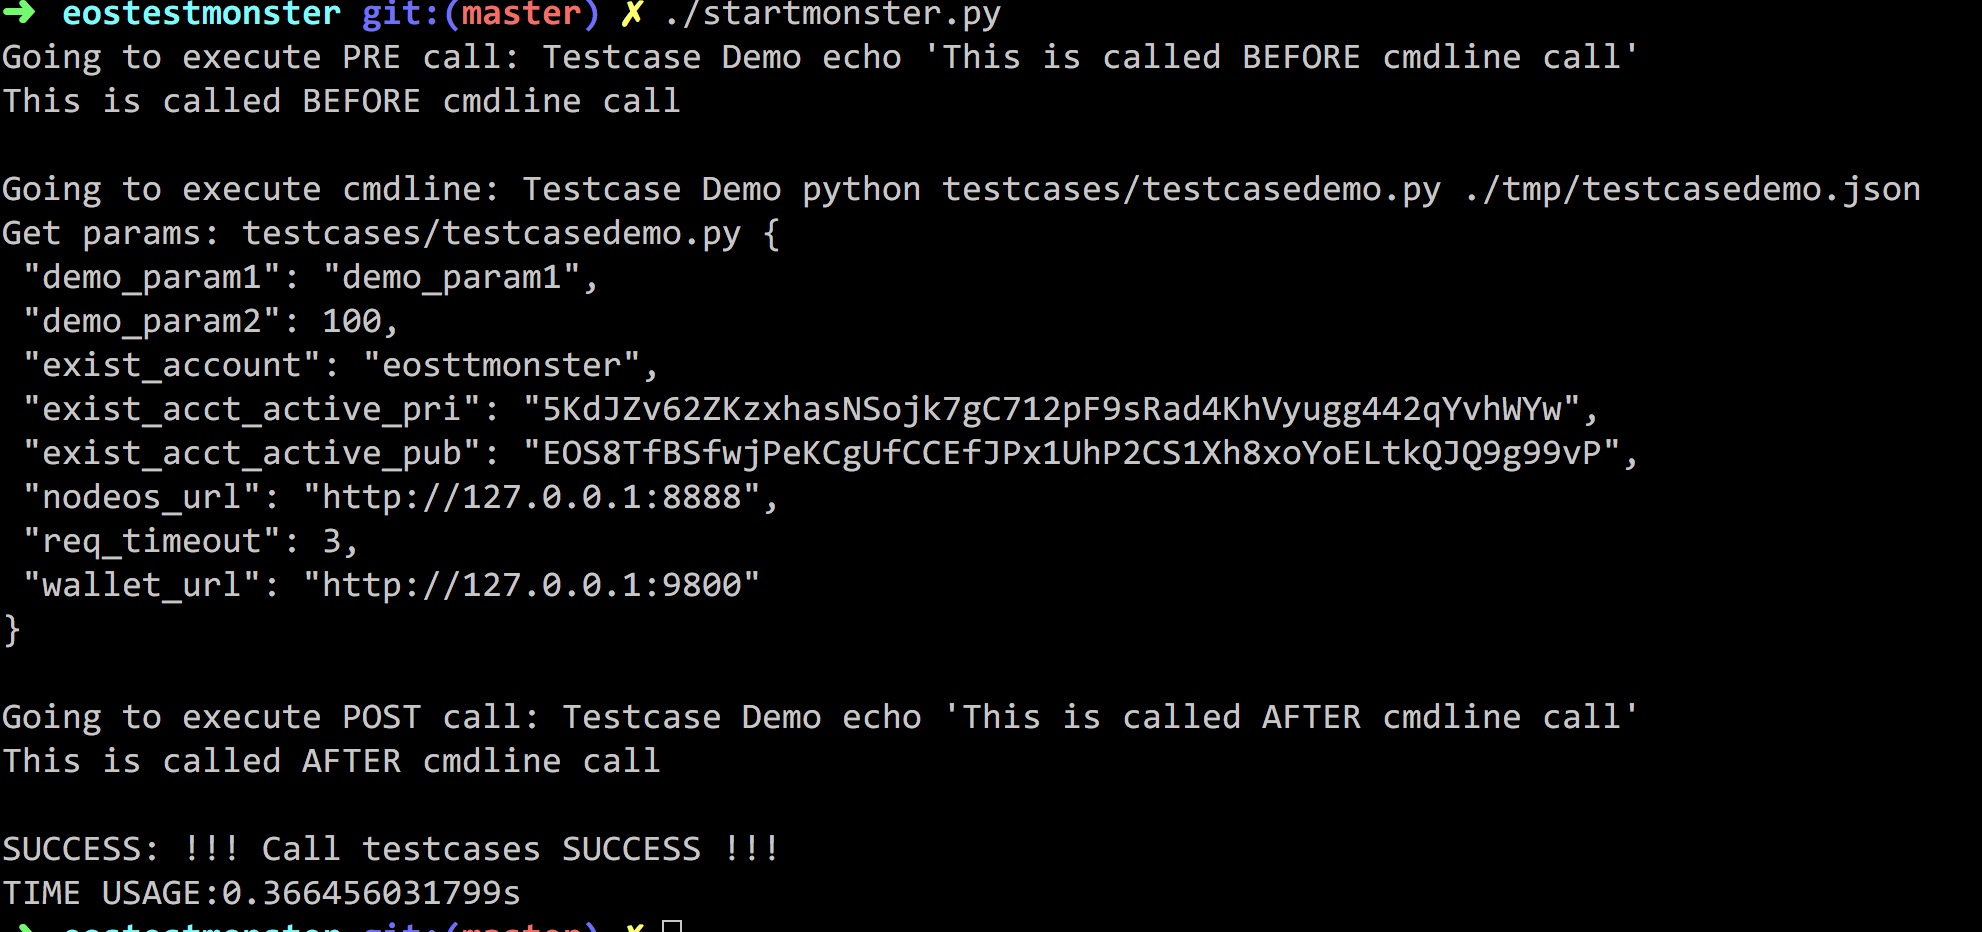 ➜ eostestmonster git:(master) ✗ ./startmonster.py
Going to execute PRE call: Testcase Demo echo 'This is called BEFORE cmdline call'
This is called BEFORE cmdline call
Going to execute cmdline: Testcase Demo python testcases/testcasedemo.py ./tmp/testcasedemo.json
Get params: testcases/testcasedemo.py {
"demo_param1": "demo_param1",
"demo_param2": 100,
"exist_account": "eosttmonster",
"exist_acct_active_pri": "5KdJZv62ZKzxhasNSojk7gC712pF9sRad4KhVyugg442qYvhWYw",
"exist_acct_active_pub": "EOS8TfBSfwjPeKCgUfCCEfJPx1UhP2CS1Xh8xoYoELtkQJQ9g99vP",
"nodeos_url": "http://127.0.0.1:8888",
"req_timeout": 3,
"wallet_url": "http://127.0.0.1:9800"
}
Going to execute POST call: Testcase Demo echo 'This is called AFTER cmdline call'
This is called AFTER cmdline call
SUCCESS: !!! Call testcases SUCCESS !!!
TIME USAGE:0.366456031799s
➜ eostestmonster git:(master) ✗